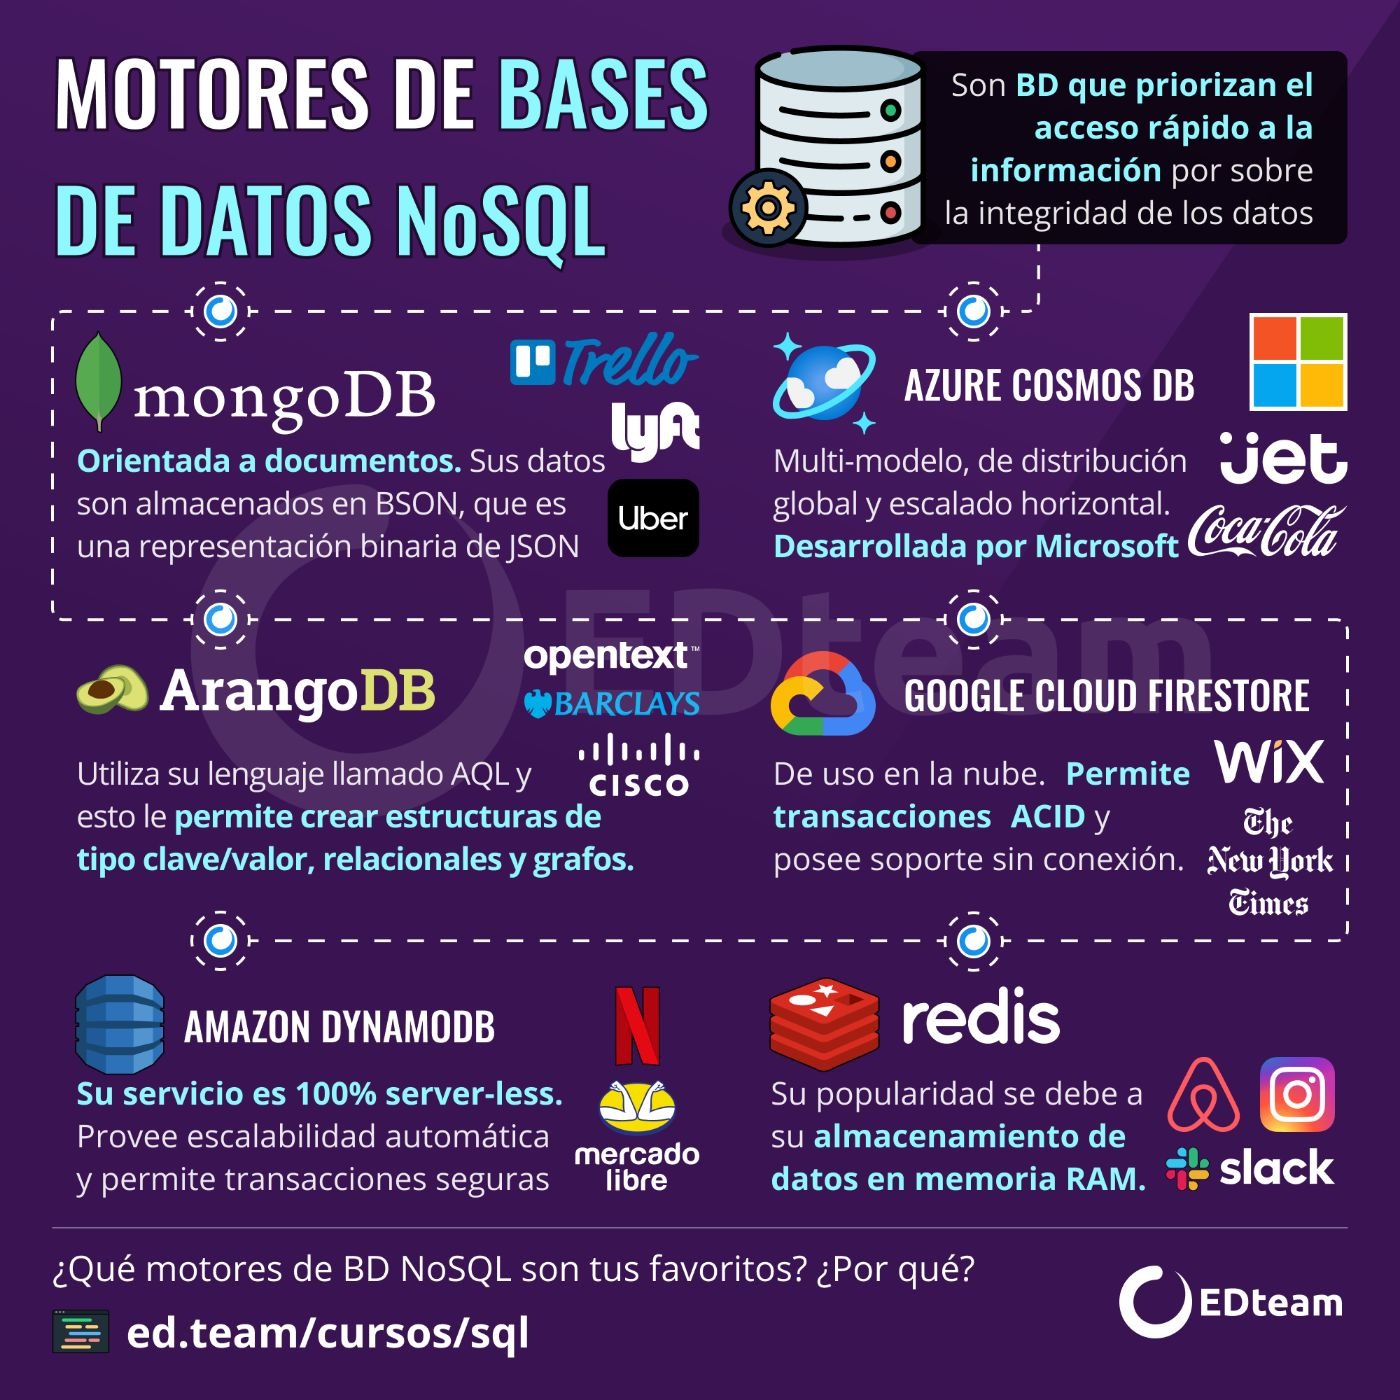 MOTORES DE BASES
DE DATOS NoSQL
Son BD que priorizan el
acceso rápido a la
información por sobre
la integridad de los datos
mongoDB
Trello
lyft
Uber
Orientada a documentos. Sus datos
son almacenados en BSON, que es
una representación binaria de JSON
AZURE COSMOS DB
jet
Coca-Cola
Multi-modelo, de distribución
global y escalado horizontal.
Desarrollada por Microsoft
EDteam
ArangoDB
opentext™
BARCLAYS
CISCO
Utiliza su lenguaje llamado AQL y
esto le permite crear estructuras de
tipo clave/valor, relacionales y grafos.
GOOGLE CLOUD FIRESTORE
WiX
The
New York
Times
De uso en la nube. Permite
transacciones ACID y
posee soporte sin conexión.
AMAZON DYNAMODB
N
mercado
libre
Su servicio es 100% server-less.
Provee escalabilidad automática
y permite transacciones seguras
redis
slack
Su popularidad se debe a
su almacenamiento de
datos en memoria RAM.
¿Qué motores de BD NoSQL son tus favoritos? ¿Por qué?
ed.team/cursos/sql
EDteam